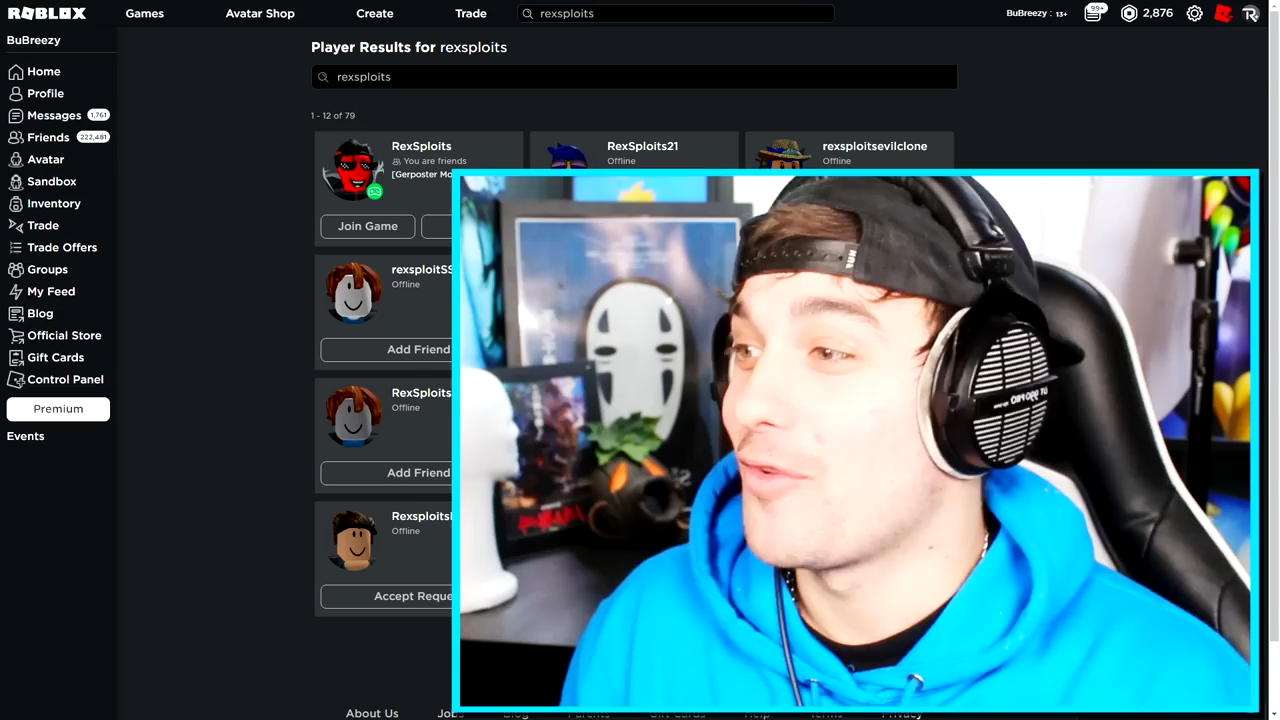 ROBLOX
Games
Avatar Shop
Create
Trade
rexsploits
BuBreezy : 13+
99+
2,876
BuBreezy
Home
Profile
Messages 1,761
Friends 222,481
Avatar
Sandbox
Inventory
Trade
Trade Offers
Groups
My Feed
Blog
Official Store
Gift Cards
Control Panel
Premium
Events
Player Results for rexsploits
rexsploits
1 - 12 of 79
RexSploits
You are friends
Join Game
RexSploits21
Offline
rexsploitsevilclone
Offline
Offline
Add Friend
RexSploits
Offline
Add Friend
Offline
About Us